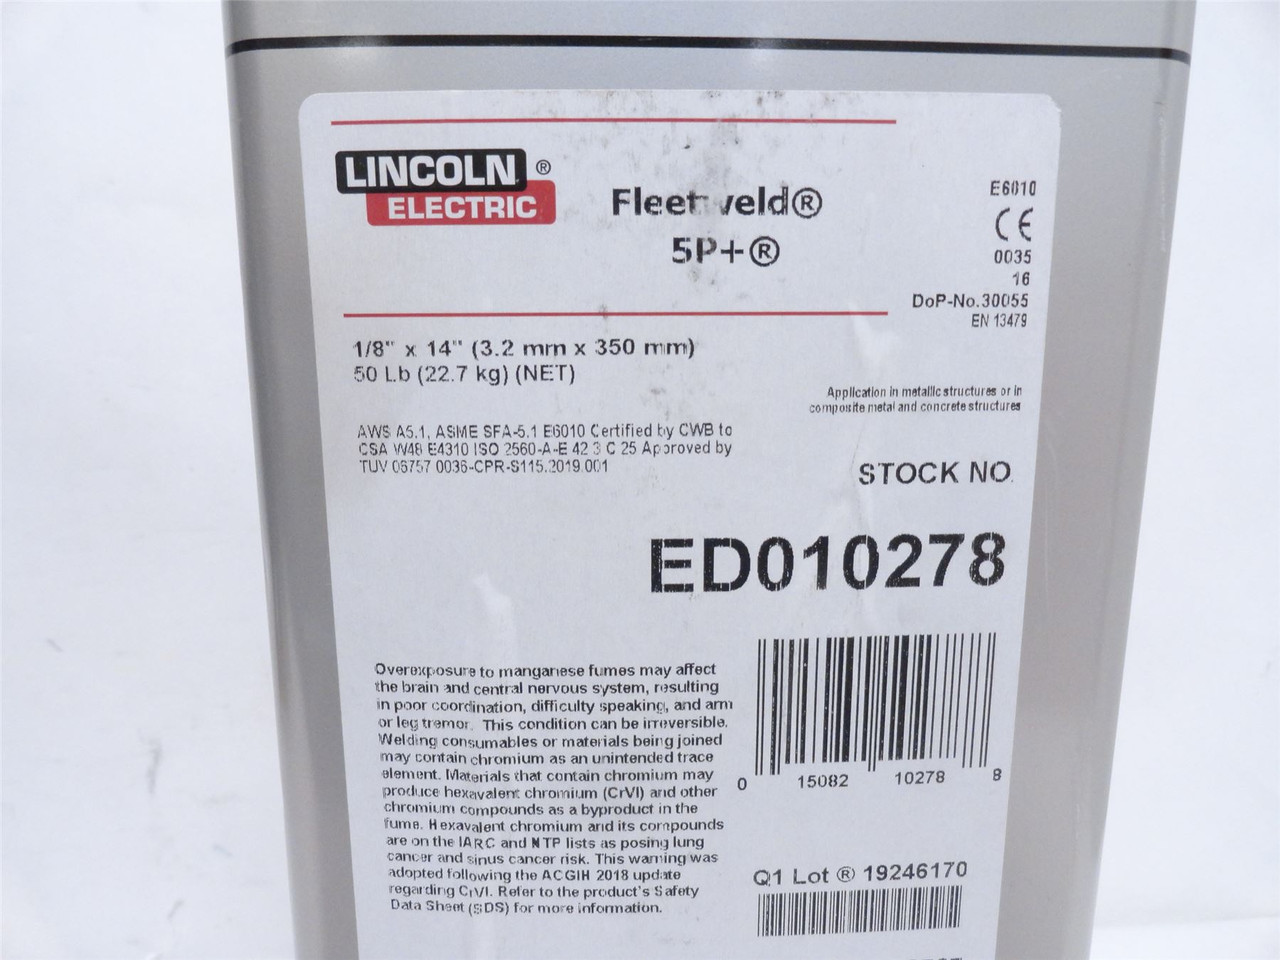 LINCOLN ®
ELECTRIC
Fleetweld®
5P+®
E6010
CE
0035
16
DoP-No.30055
EN 13479
1/8" x 14" (3.2 mm x 350 mm)
50 Lb (22.7 kg) (NET)
Application in metallic structures or in
composite metal and concrete structures
AWS A5.1, ASME SFA-5.1 E6010 Certified by CWB to
CSA W48 E4310 ISO 2560-A-E 42 3 C 25 Approved by
TUV 06757 0036-CPR-S115.2019.001
STOCK NO.
ED010278
Overexposure to manganese fumes may affect
the brain and central nervous system, resulting
in poor coordination, difficulty speaking, and arm
or leg tremor. This condition can be irreversible.
Welding consumables or materials being joined
may contain chromium as an unintended trace
element. Materials that contain chromium may
produce hexavalent chromium (CrVI) and other
chromium compounds as a byproduct in the
fume. Hexavalent chromium and its compounds
are on the IARC and NTP lists as posing lung
cancer and sinus cancer risk. This warning was
adopted following the ACGIH 2018 update
regarding CrVI. Refer to the product's Safety
Data Sheet (SDS) for more information.
0 15082 10278 8
Q1 Lot ® 19246170